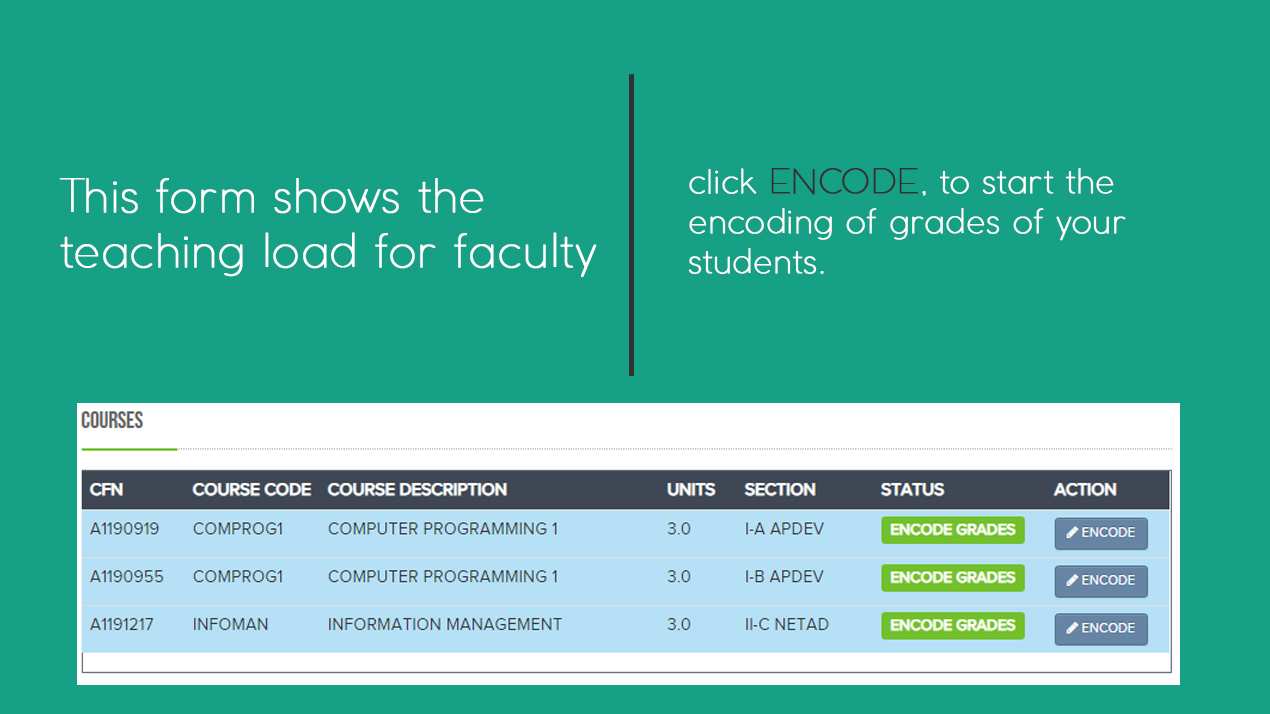 This form shows the
teaching load for faculty
click ENCODE, to start the
encoding of grades of your
students.
COURSES
CFN COURSE CODE COURSE DESCRIPTION UNITS SECTION STATUS ACTION
A1190919 COMPROG1 COMPUTER PROGRAMMING 1 3.0 I-A APDEV ENCODE GRADES ENCODE
A1190955 COMPROG1 COMPUTER PROGRAMMING 1 3.0 I-B APDEV ENCODE GRADES ENCODE
A1191217 INFOMAN INFORMATION MANAGEMENT 3.0 II-C NETAD ENCODE GRADES ENCODE